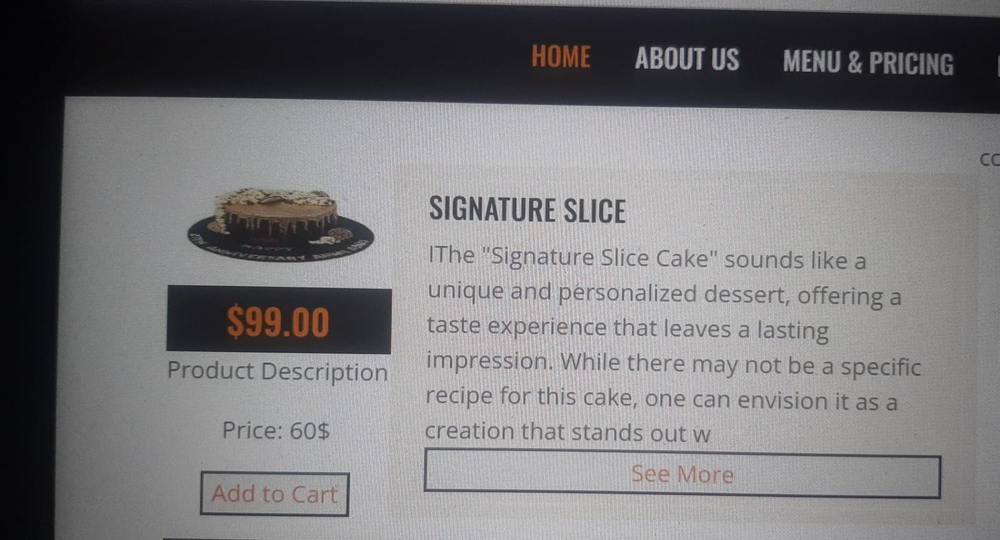 HOME ABOUT US MENU & PRICING
CC
SIGNATURE SLICE
IThe "Signature Slice Cake" sounds like a
unique and personalized dessert, offering a
taste experience that leaves a lasting
impression. While there may not be a specific
recipe for this cake, one can envision it as a
creation that stands out w
See More
HAPPY
ANNIVERSARY
$99.00
Product Description
Price: 60$
Add to Cart